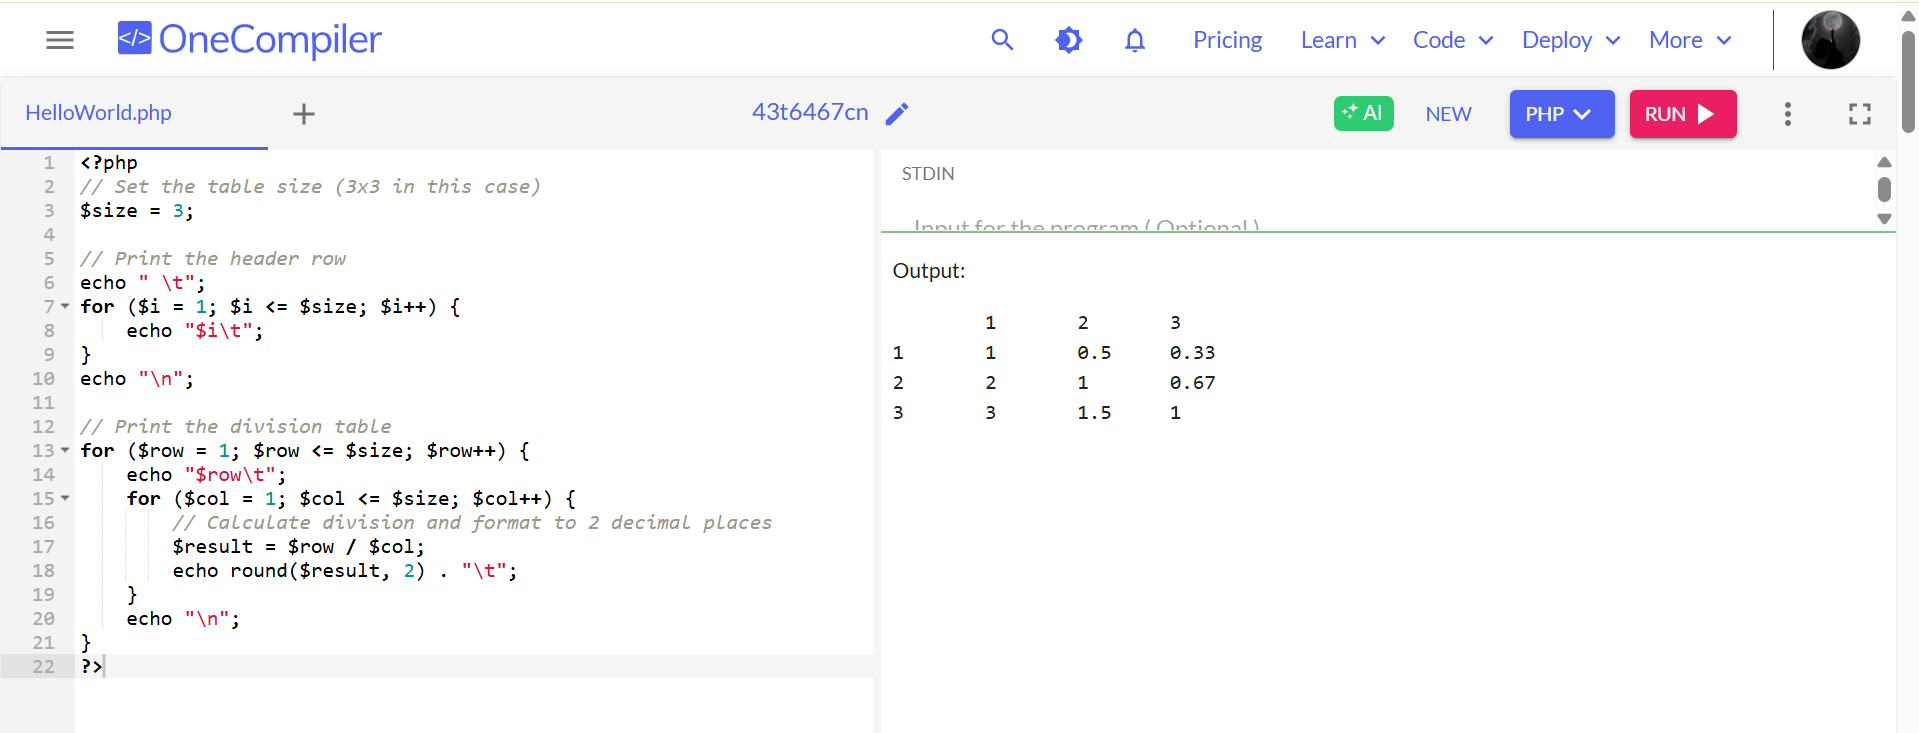 </> OneCompiler
Pricing Learn Code Deploy More
HelloWorld.php + 43t6467cn AI NEW PHP RUN
1 <?php
2 // Set the table size (3x3 in this case)
3 $size = 3;
4
5 // Print the header row
6 echo " \t";
7 for ($i = 1; $i <= $size; $i++) {
8     echo "$i\t";
9 }
10 echo "\n";
11
12 // Print the division table
13 for ($row = 1; $row <= $size; $row++) {
14     echo "$row\t";
15     for ($col = 1; $col <= $size; $col++) {
16         // Calculate division and format to 2 decimal places
17         $result = $row / $col;
18         echo round($result, 2) . "\t";
19     }
20     echo "\n";
21 }
22 ?>
STDIN
Input for the program ( Optional )
Output:
1 2 3
1 1 0.5 0.33
2 2 1 0.67
3 3 1.5 1